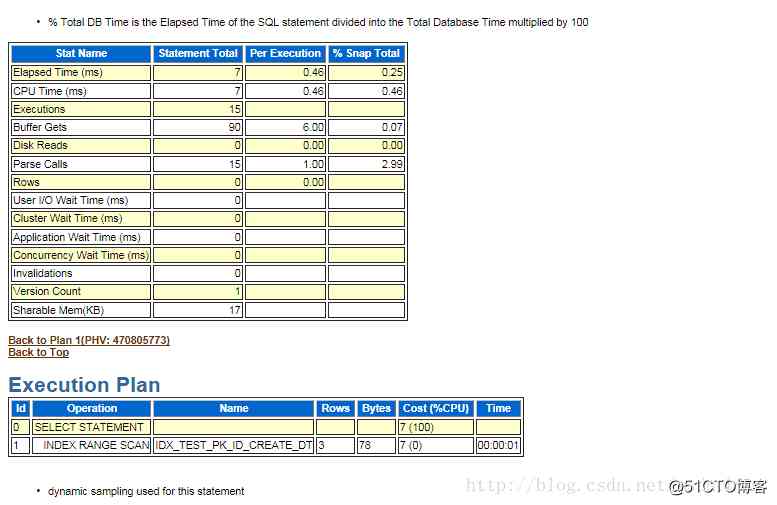 • % Total DB Time is the Elapsed Time of the SQL statement divided into the Total Database Time multiplied by 100
Stat Name Statement Total Per Execution % Snap Total
Elapsed Time (ms) 7 0.46 0.25
CPU Time (ms) 7 0.46 0.46
Executions 15
Buffer Gets 90 6.00 0.07
Disk Reads 0 0.00 0.00
Parse Calls 15 1.00 2.99
Rows 0 0.00
User I/O Wait Time (ms) 0
Cluster Wait Time (ms) 0
Application Wait Time (ms) 0
Concurrency Wait Time (ms) 0
Invalidations 0
Version Count 1
Sharable Mem(KB) 17
Back to Plan 1(PHV: 470805773)
Back to Top
Execution Plan
Id Operation Name Rows Bytes Cost (%CPU) Time
0 SELECT STATEMENT 7 (100)
1 INDEX RANGE SCAN IDX_TEST_PK_ID_CREATE_DT 3 78 7 (0) 00:00:01
• dynamic sampling used for this statement
http://blog.csdn.net
@51CTO博客